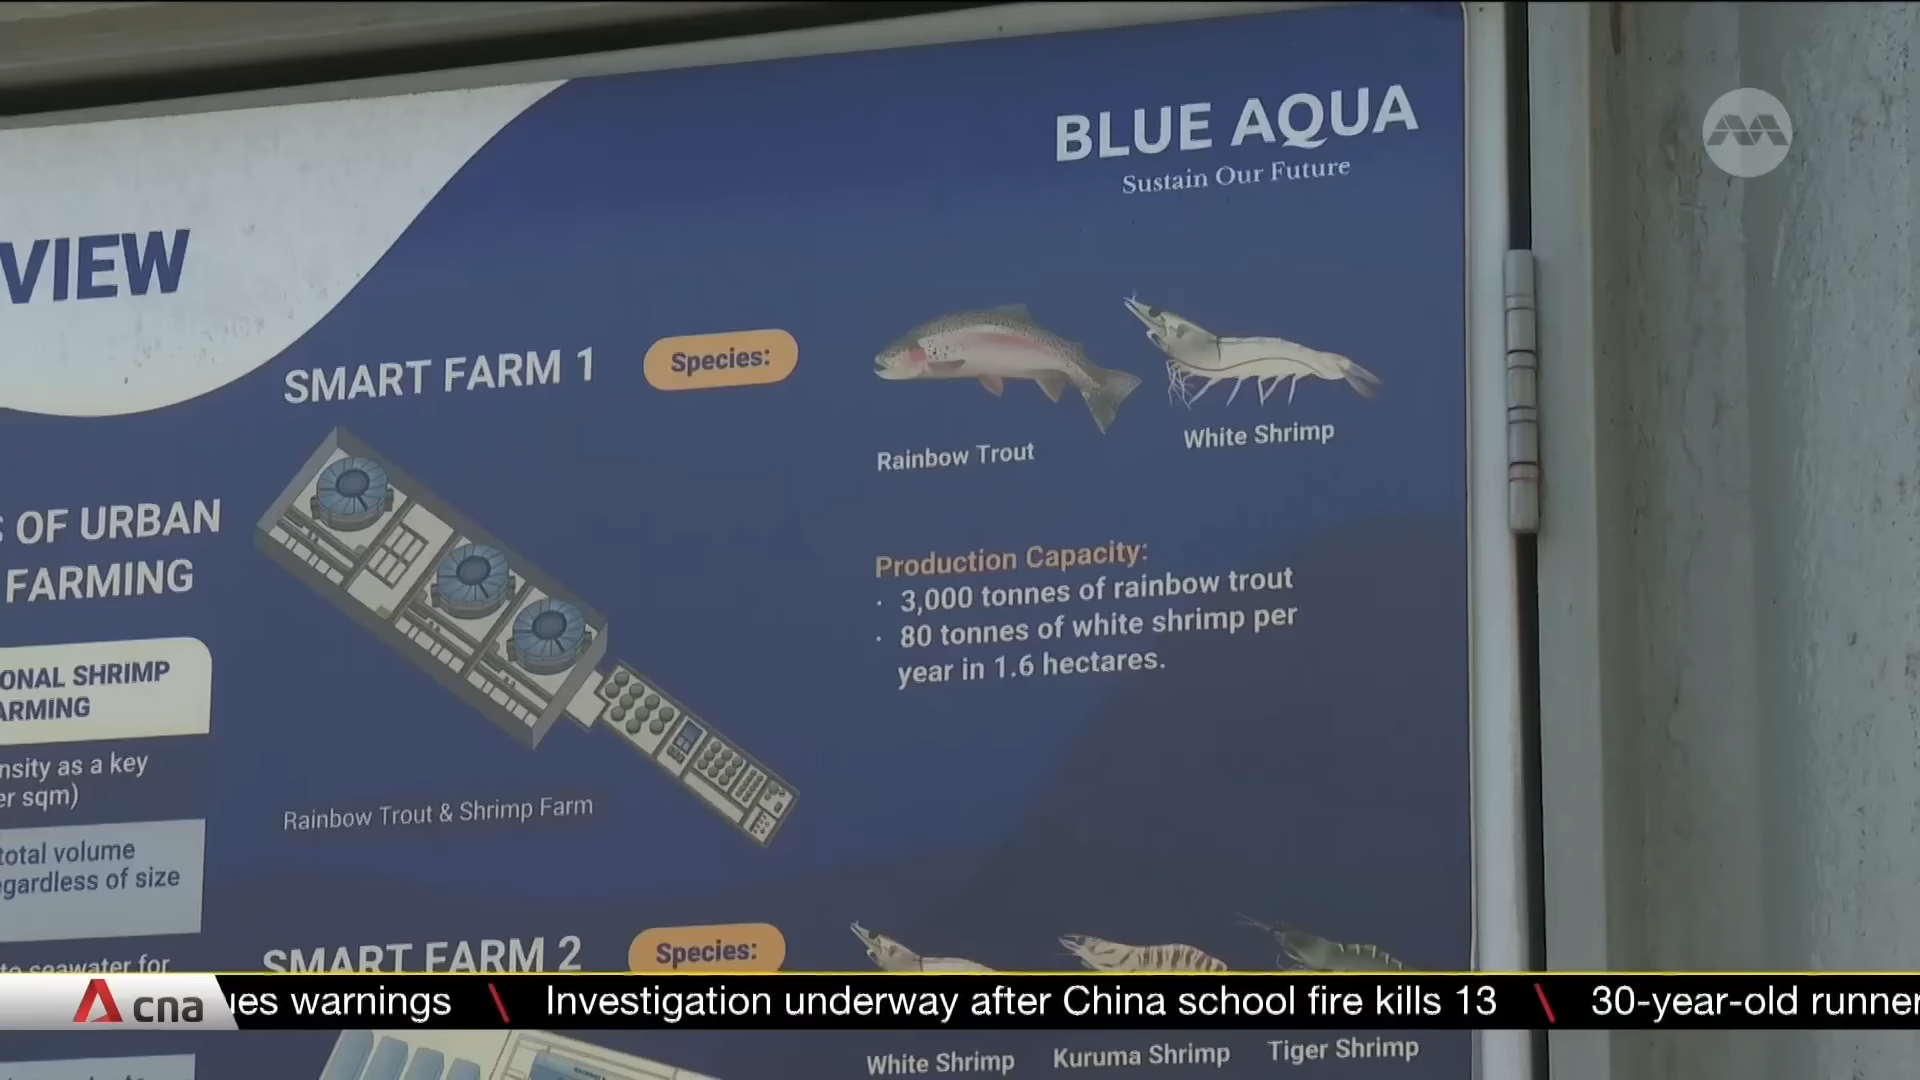 BLUE AQUA
Sustain Our Future
VIEW
SMART FARM 1
Species:
Rainbow Trout
White Shrimp
OF URBAN
FARMING
Production Capacity:
· 3,000 tonnes of rainbow trout
· 80 tonnes of white shrimp per
year in 1.6 hectares.
ONAL SHRIMP
ARMING
nsity as a key
er sqm)
Rainbow Trout & Shrimp Farm
total volume
egardless of size
SMART FARM 2
Species:
to seawater for
cna
ues warnings \ Investigation underway after China school fire kills 13 \ 30-year-old runner
White Shrimp
Kuruma Shrimp
Tiger Shrimp